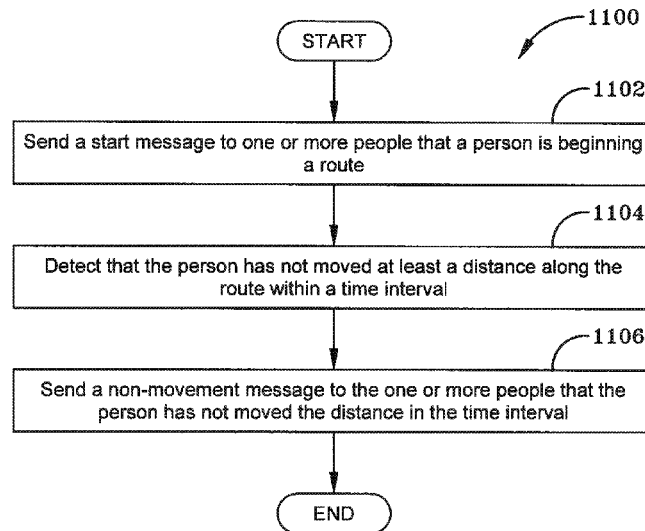 START
1100
1102
Send a start message to one or more people that a person is beginning
a route
1104
Detect that the person has not moved at least a distance along the
route within a time interval
1106
Send a non-movement message to the one or more people that the
person has not moved the distance in the time interval
END